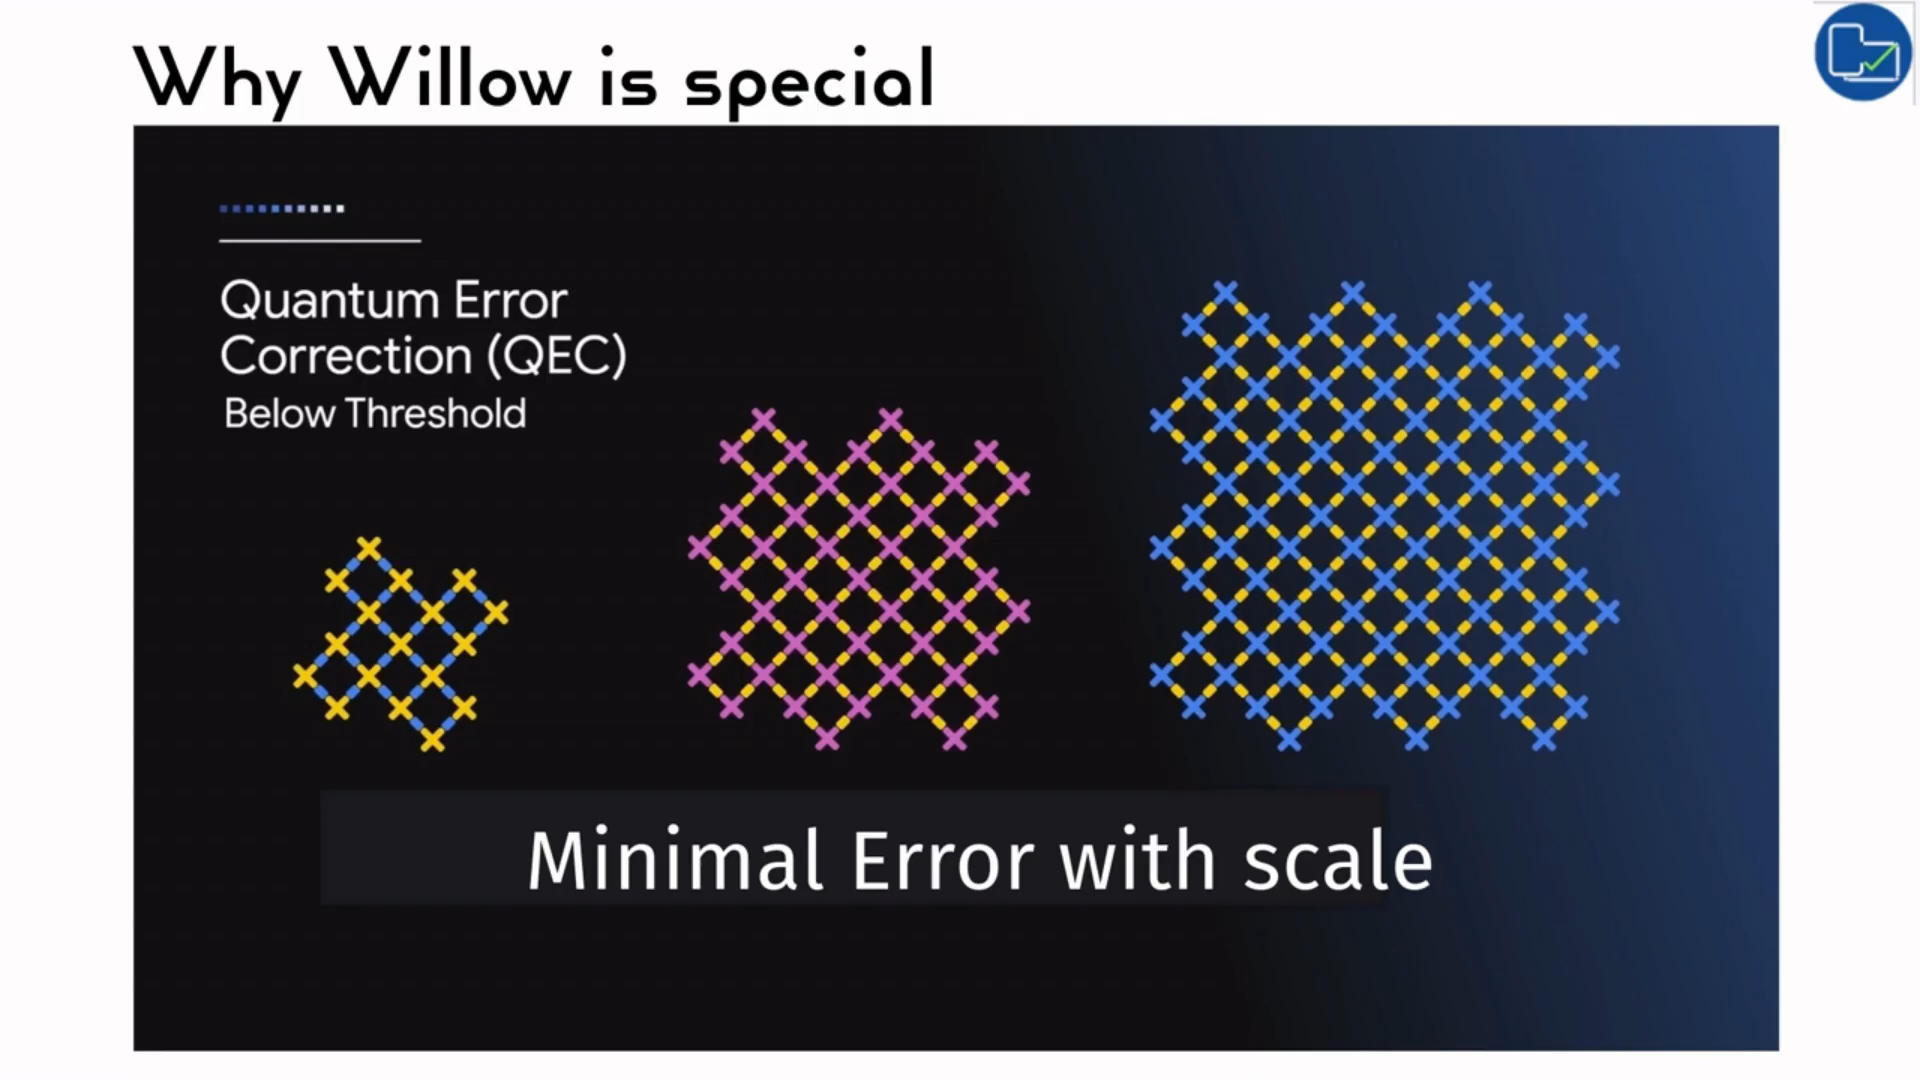 Why Willow is special
Quantum Error
Correction (QEC)
Below Threshold
Minimal Error with scale